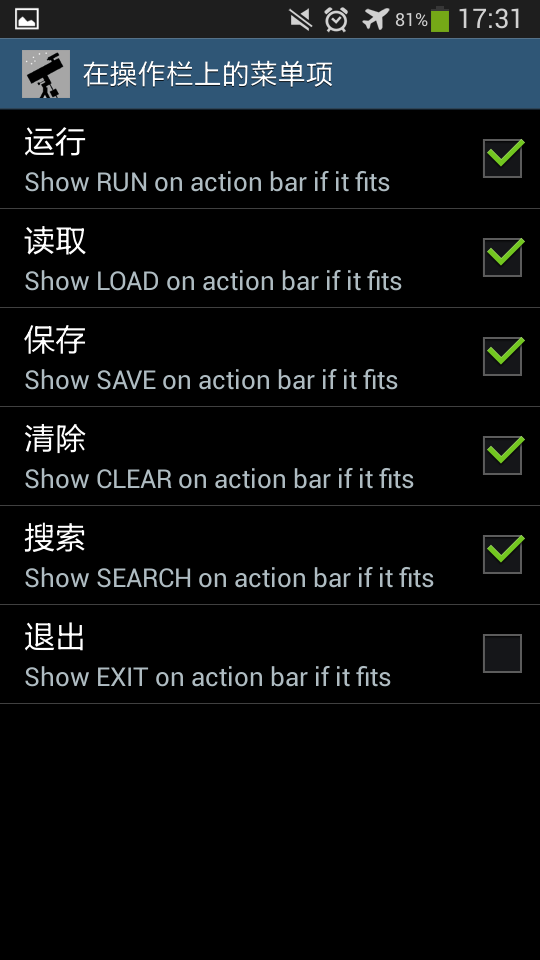 81% 17:31
在操作栏上的菜单项
运行
Show RUN on action bar if it fits
读取
Show LOAD on action bar if it fits
保存
Show SAVE on action bar if it fits
清除
Show CLEAR on action bar if it fits
搜索
Show SEARCH on action bar if it fits
退出
Show EXIT on action bar if it fits